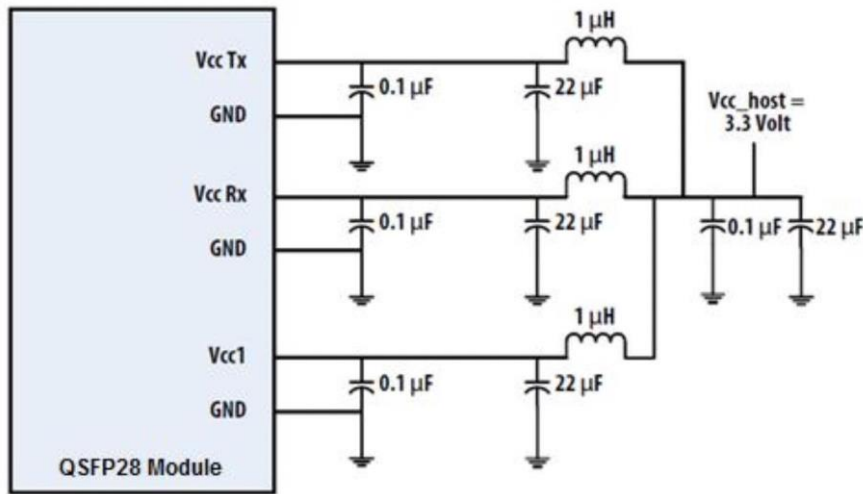 1 μH
Vcc Tx
0.1 μF
22 μF
GND
Vcc_host =
3.3 Volt
1 μH
Vcc Rx
0.1 μF
22 μF
0.1 μF
22 μF
GND
1 μH
Vcc1
0.1 μF
22 μF
GND
QSFP28 Module